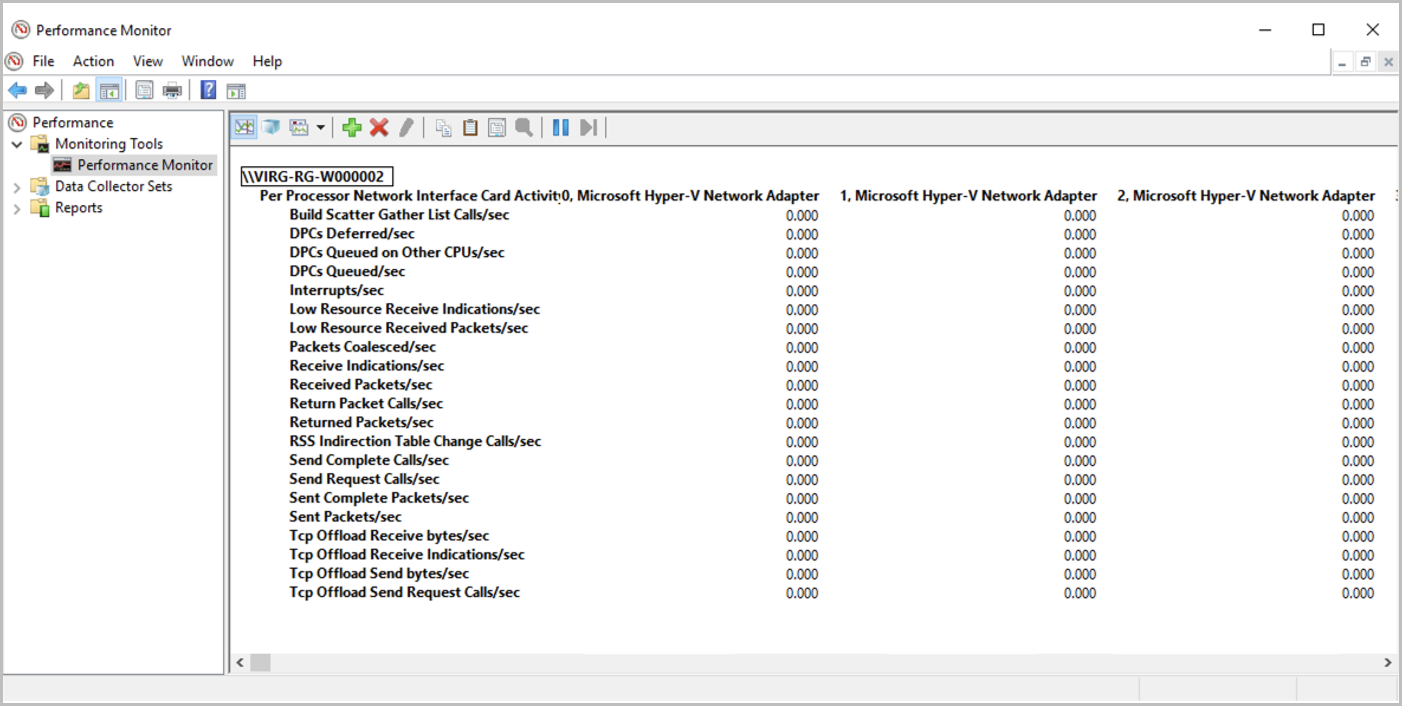 Performance Monitor
File Action View Window Help
Performance
Monitoring Tools
Performance Monitor
Data Collector Sets
Reports
\\VIRG-RG-W000002
Per Processor Network Interface Card Activit 0, Microsoft Hyper-V Network Adapter 1, Microsoft Hyper-V Network Adapter 2, Microsoft Hyper-V Network Adapter
Build Scatter Gather List Calls/sec 0.000 0.000 0.000
DPCs Deferred/sec 0.000 0.000 0.000
DPCs Queued on Other CPUs/sec 0.000 0.000 0.000
DPCs Queued/sec 0.000 0.000 0.000
Interrupts/sec 0.000 0.000 0.000
Low Resource Receive Indications/sec 0.000 0.000 0.000
Low Resource Received Packets/sec 0.000 0.000 0.000
Packets Coalesced/sec 0.000 0.000 0.000
Receive Indications/sec 0.000 0.000 0.000
Received Packets/sec 0.000 0.000 0.000
Return Packet Calls/sec 0.000 0.000 0.000
Returned Packets/sec 0.000 0.000 0.000
RSS Indirection Table Change Calls/sec 0.000 0.000 0.000
Send Complete Calls/sec 0.000 0.000 0.000
Send Request Calls/sec 0.000 0.000 0.000
Sent Complete Packets/sec 0.000 0.000 0.000
Sent Packets/sec 0.000 0.000 0.000
Tcp Offload Receive bytes/sec 0.000 0.000 0.000
Tcp Offload Receive Indications/sec 0.000 0.000 0.000
Tcp Offload Send bytes/sec 0.000 0.000 0.000
Tcp Offload Send Request Calls/sec 0.000 0.000 0.000